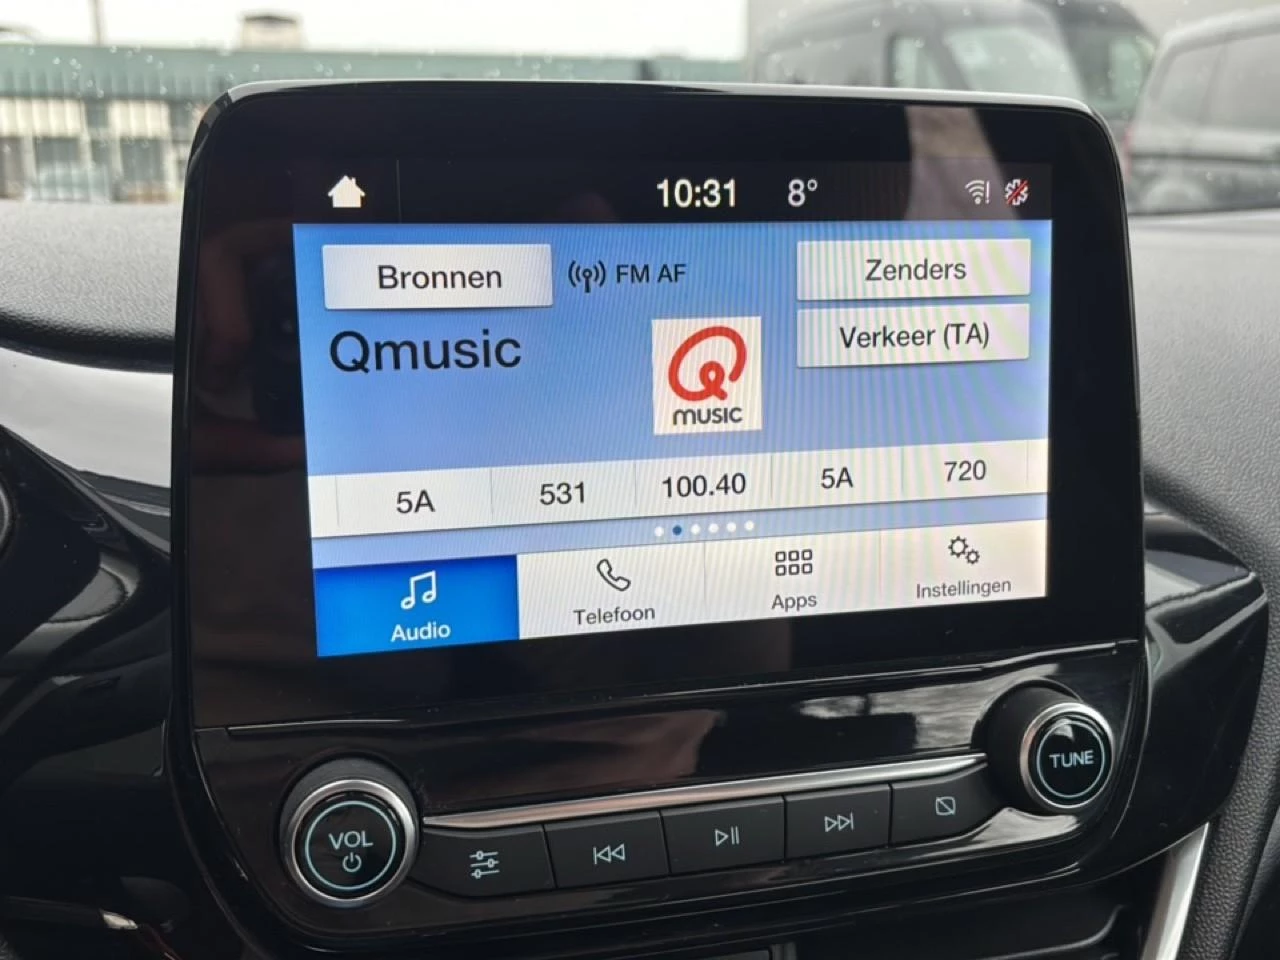 10:31 8°
Bronnen FM AF Zenders
Verkeer (TA)
Qmusic
Q
MUSIC
5A 531 100.40 5A 720
Audio Telefoon Apps Instellingen
VOL TUNE